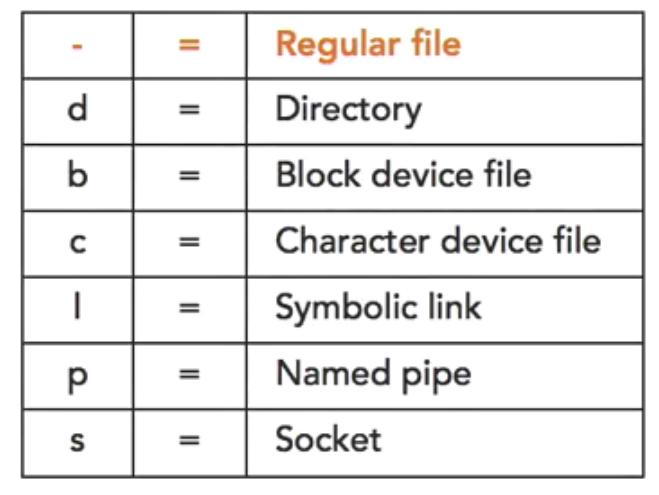 - = Regular file
d = Directory
b = Block device file
c = Character device file
l = Symbolic link
p = Named pipe
s = Socket